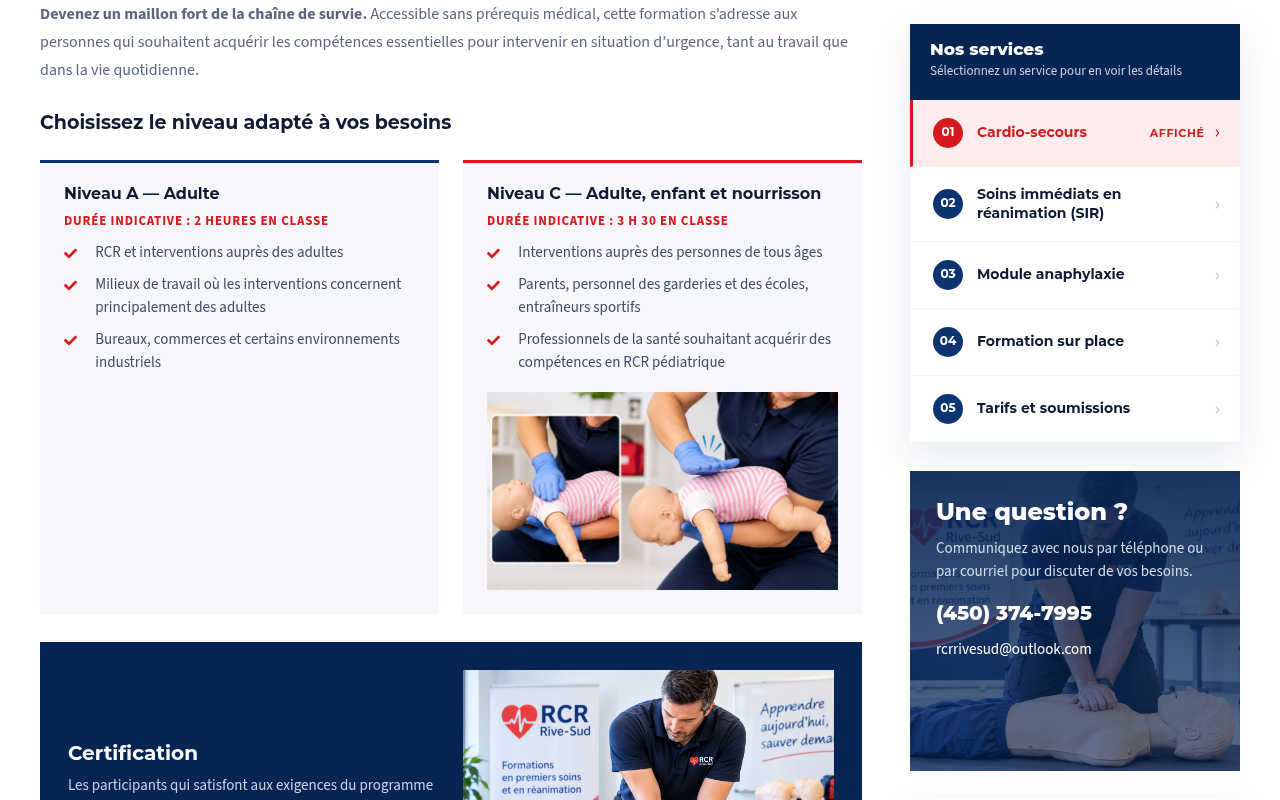 Devenez un maillon fort de la chaîne de survie. Accessible sans prérequis médical, cette formation s’adresse aux
personnes qui souhaitent acquérir les compétences essentielles pour intervenir en situation d’urgence, tant au travail que
dans la vie quotidienne.
Choisissez le niveau adapté à vos besoins
Niveau A — Adulte
DURÉE INDICATIVE : 2 HEURES EN CLASSE
RCR et interventions auprès des adultes
Milieux de travail où les interventions concernent
principalement des adultes
Bureaux, commerces et certains environnements
industriels
Niveau C — Adulte, enfant et nourrisson
DURÉE INDICATIVE : 3 H 30 EN CLASSE
Interventions auprès des personnes de tous âges
Parents, personnel des garderies et des écoles,
entraîneurs sportifs
Professionnels de la santé souhaitant acquérir des
compétences en RCR pédiatrique
Certification
Les participants qui satisfont aux exigences du programme
RCR
Rive-Sud
Formations
en premiers soins
et en réanimation
RCR
Apprendre
aujourd'hui,
sauver demai
Nos services
Sélectionnez un service pour en voir les détails
01 Cardio-secours AFFICHÉ ›
02 Soins immédiats en
réanimation (SIR) ›
03 Module anaphylaxie ›
04 Formation sur place ›
05 Tarifs et soumissions ›
Une question ?
Communiquez avec nous par téléphone ou
par courriel pour discuter de vos besoins.
(450) 374-7995
rcrrivesud@outlook.com